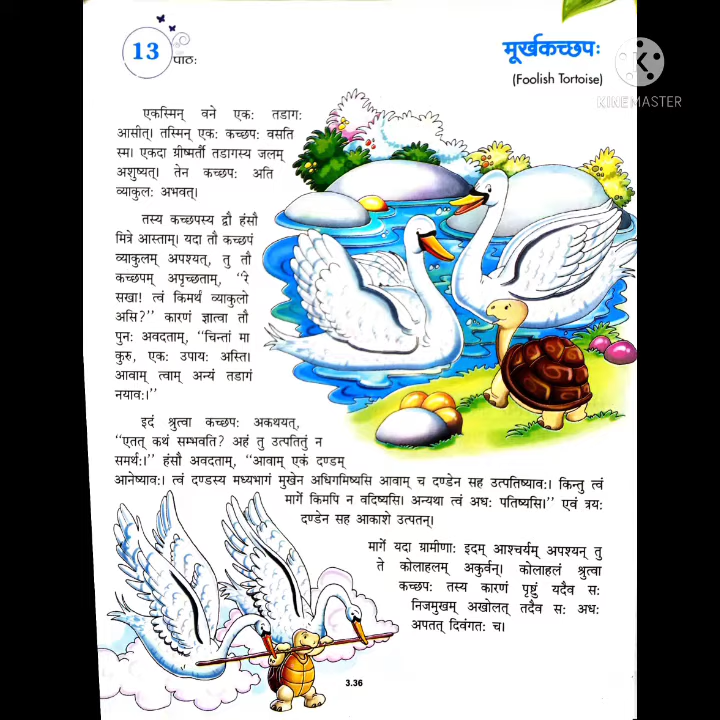 13
पाठः
मूर्खकच्छपः
(Foolish Tortoise)
KINEMASTER
एकस्मिन् वने एकः तडागः
आसीत्। तस्मिन् एकः कच्छपः वसति
स्म। एकदा ग्रीष्मर्तौ तडागस्य जलम्
अशुष्यत्। तेन कच्छपः अति
व्याकुलः अभवत्।
तस्य कच्छपस्य द्वौ हंसौ
मित्रे आस्ताम्। यदा तौ कच्छपं
व्याकुलम् अपश्यत्, तु तौ
कच्छपम् अपृच्छताम्, “रे
सखा! त्वं किमर्थं व्याकुलो
असि?” कारणं ज्ञात्वा तौ
पुनः अवदताम्, “चिन्तां मा
कुरु, एकः उपायः अस्ति।
आवाम् त्वाम् अन्यं तडागं
नयावः।”
इदं श्रुत्वा कच्छपः अकथयत्,
“एतत् कथं सम्भवति? अहं तु उत्पतितुं न
समर्थः।” हंसौ अवदताम्, “आवाम् एकं दण्डम्
आनेष्यावः। त्वं दण्डस्य मध्यभागं मुखेन अधिगमिष्यसि आवाम् च दण्डेन सह उत्पतिष्यावः। किन्तु त्वं
मार्गे किमपि न वदिष्यसि। अन्यथा त्वं अधः पतिष्यसि।” एवं त्रयः
दण्डेन सह आकाशे उत्पतन्।
मार्गे यदा ग्रामीणाः इदम् आश्चर्यम् अपश्यन् तु
ते कोलाहलम् अकुर्वन्। कोलाहलं श्रुत्वा
कच्छपः तस्य कारणं पृष्टुं यदैव सः
निजमुखम् अखोलत् तदैव सः अधः
अपतत् दिवंगतः च।
3.36